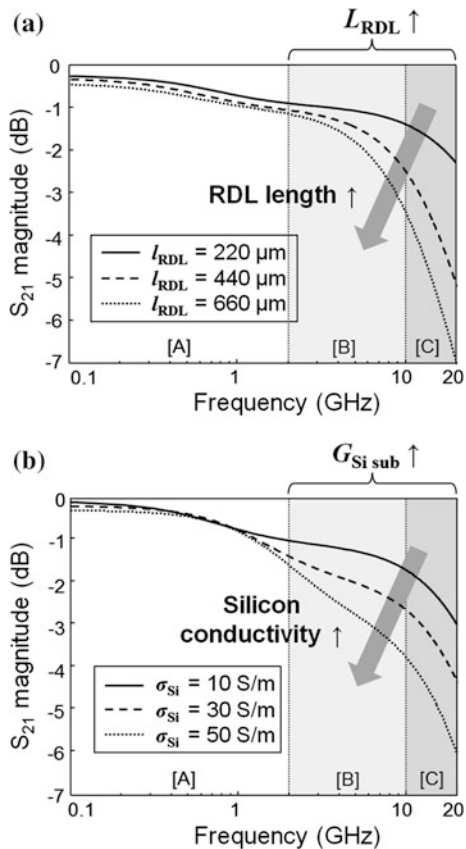 (a)
L_RDL ↑
0
-1
-2
-3
-4
-5
-6
-7
S₂₁ magnitude (dB)
RDL length ↑
l_RDL = 220 μm
l_RDL = 440 μm
l_RDL = 660 μm
[A] [B] [C]
0.1 1 10 20
Frequency (GHz)
(b)
G_Si sub ↑
0
-1
-2
-3
-4
-5
-6
-7
S₂₁ magnitude (dB)
Silicon
conductivity ↑
σ_Si = 10 S/m
σ_Si = 30 S/m
σ_Si = 50 S/m
[A] [B] [C]
0.1 1 10 20
Frequency (GHz)